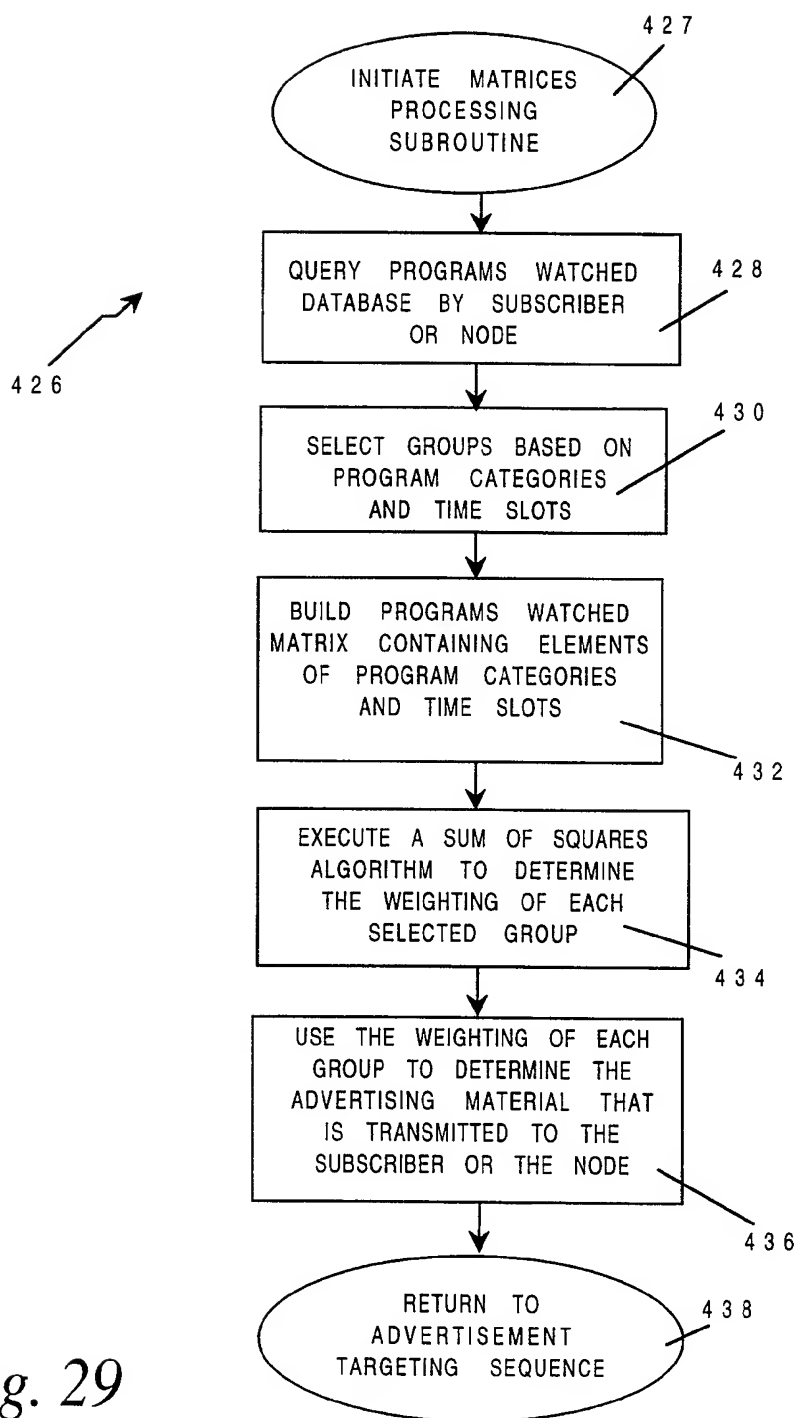 427
INITIATE MATRICES
PROCESSING
SUBROUTINE
QUERY PROGRAMS WATCHED
DATABASE BY SUBSCRIBER
OR NODE
428
426
430
SELECT GROUPS BASED ON
PROGRAM CATEGORIES
AND TIME SLOTS
BUILD PROGRAMS WATCHED
MATRIX CONTAINING ELEMENTS
OF PROGRAM CATEGORIES
AND TIME SLOTS
432
EXECUTE A SUM OF SQUARES
ALGORITHM TO DETERMINE
THE WEIGHTING OF EACH
SELECTED GROUP
434
USE THE WEIGHTING OF EACH
GROUP TO DETERMINE THE
ADVERTISING MATERIAL THAT
IS TRANSMITTED TO THE
SUBSCRIBER OR THE NODE
436
RETURN TO
ADVERTISEMENT
TARGETING SEQUENCE
438
g. 29